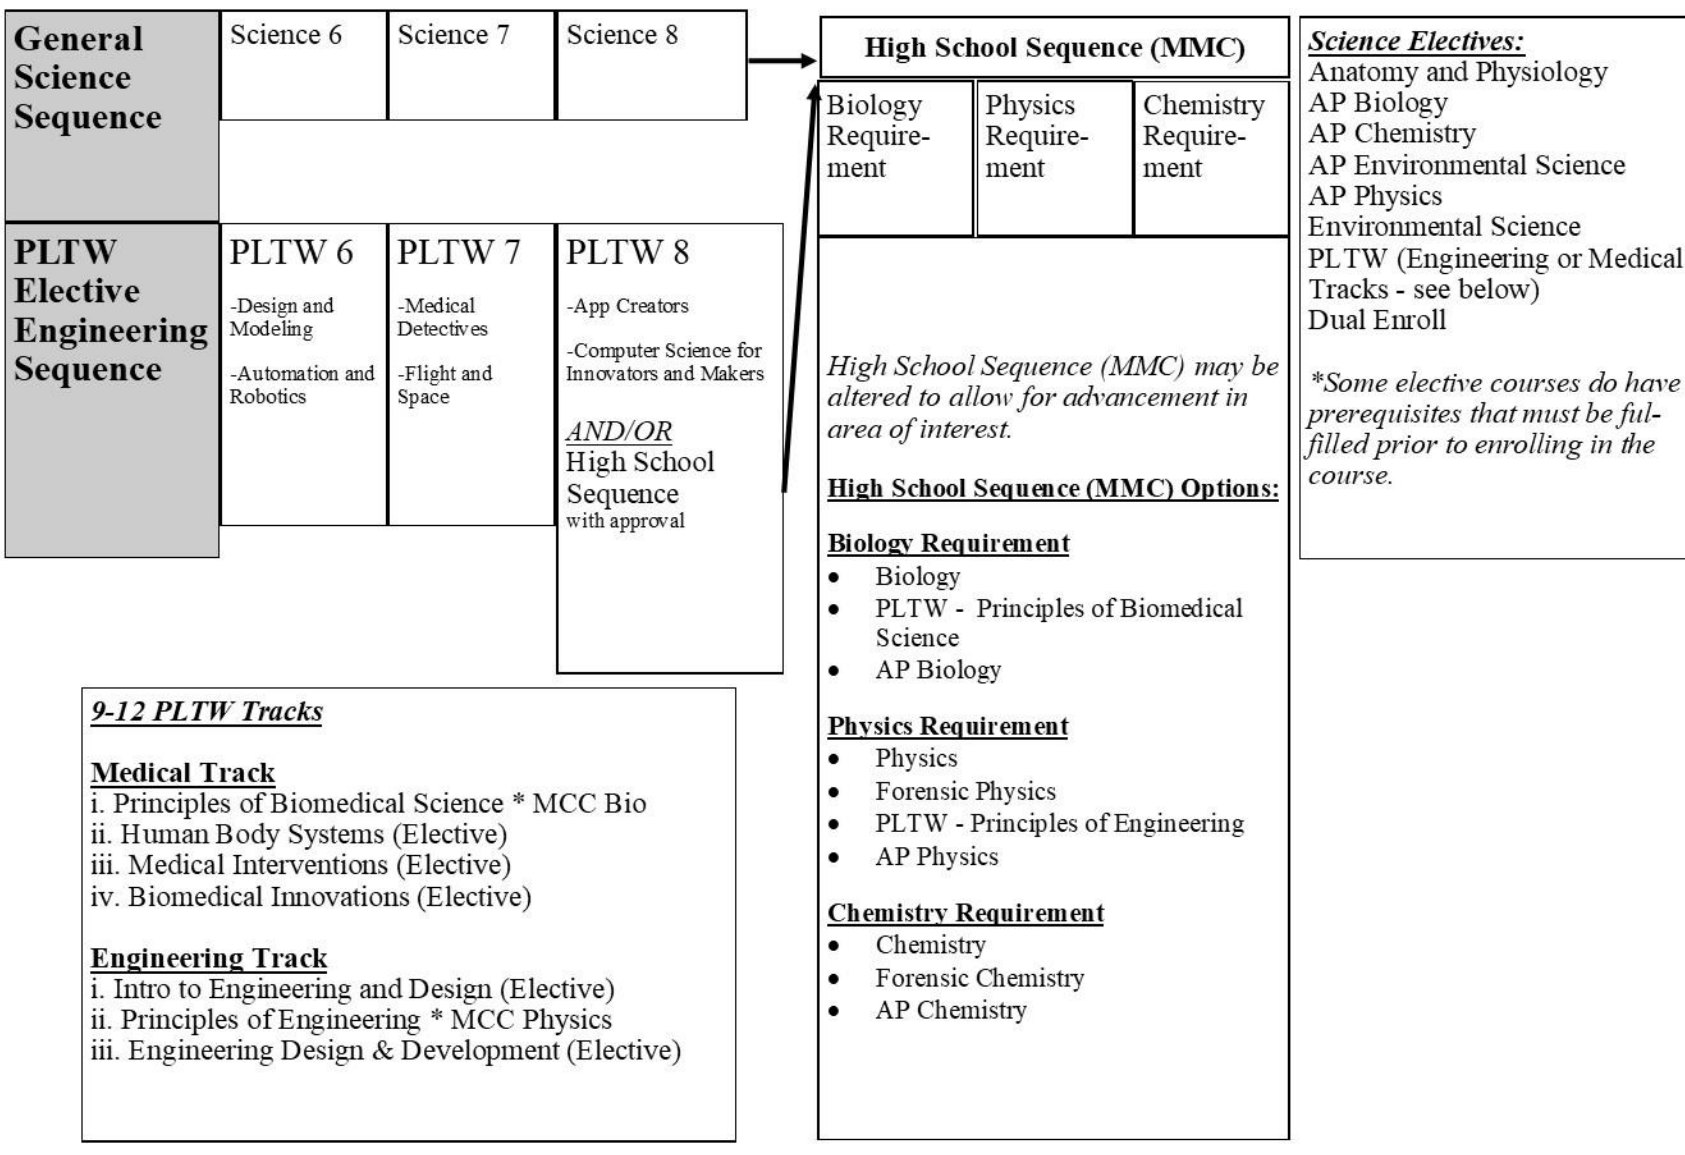 General
Science
Sequence
Science 6
Science 7
Science 8
PLTW
Elective
Engineering
Sequence
PLTW 6
-Design and
Modeling
-Automation and
Robotics
PLTW 7
-Medical
Detectives
-Flight and
Space
PLTW 8
-App Creators
-Computer Science for
Innovators and Makers
AND/OR
High School
Sequence
with approval
High School Sequence (MMC)
Biology
Require-
ment
Physics
Require-
ment
Chemistry
Require-
ment
High School Sequence (MMC) may be
altered to allow for advancement in
area of interest.
High School Sequence (MMC) Options:
Biology Requirement
• Biology
• PLTW - Principles of Biomedical
Science
• AP Biology
Physics Requirement
• Physics
• Forensic Physics
• PLTW - Principles of Engineering
• AP Physics
Chemistry Requirement
• Chemistry
• Forensic Chemistry
• AP Chemistry
Science Electives:
Anatomy and Physiology
AP Biology
AP Chemistry
AP Environmental Science
AP Physics
Environmental Science
PLTW (Engineering or Medical
Tracks - see below)
Dual Enroll
*Some elective courses do have
prerequisites that must be ful-
filled prior to enrolling in the
course.
9-12 PLTW Tracks
Medical Track
i. Principles of Biomedical Science * MCC Bio
ii. Human Body Systems (Elective)
iii. Medical Interventions (Elective)
iv. Biomedical Innovations (Elective)
Engineering Track
i. Intro to Engineering and Design (Elective)
ii. Principles of Engineering * MCC Physics
iii. Engineering Design & Development (Elective)